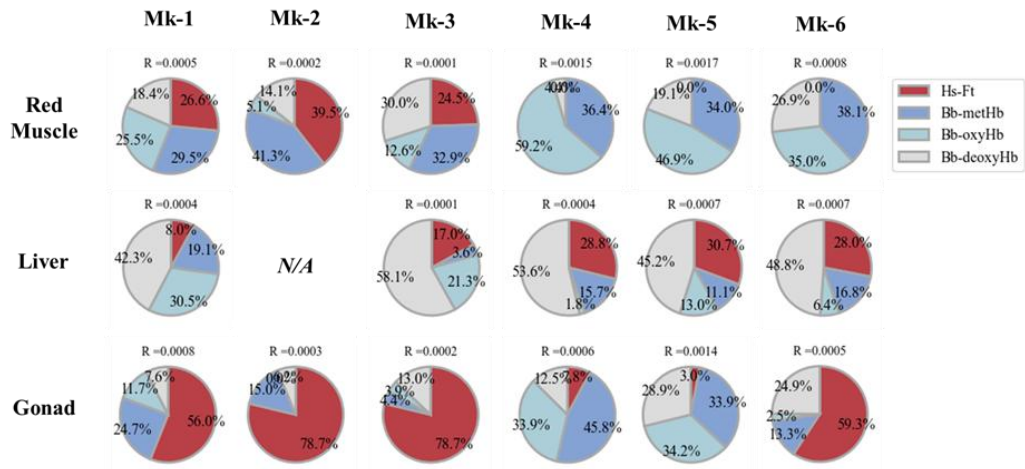 Mk-1 Mk-2 Mk-3 Mk-4 Mk-5 Mk-6
R =0.0005 R =0.0002 R =0.0001 R =0.0015 R =0.0017 R =0.0008
Red
Muscle
18.4% 26.6% 25.5% 29.5%
14.1% 5.1% 39.5% 41.3%
30.0% 24.5% 12.6% 32.9%
36.4% 59.2%
0.0% 19.1% 34.0% 46.9%
0.0% 26.9% 38.1% 35.0%
Hs-Ft
Bb-metHb
Bb-oxyHb
Bb-deoxyHb
R =0.0004 R =0.0001 R =0.0004 R =0.0007 R =0.0007
Liver
8.0% 19.1% 42.3% 30.5%
N/A
17.0% 3.6% 21.3% 58.1%
28.8% 53.6% 15.7% 1.8%
30.7% 45.2% 11.1% 13.0%
28.0% 48.8% 16.8% 6.4%
R =0.0008 R =0.0003 R =0.0002 R =0.0006 R =0.0014 R =0.0005
Gonad
7.6% 11.7% 24.7% 56.0%
15.0% 78.7%
13.0% 3.9% 4.4% 78.7%
12.5% 7.8% 33.9% 45.8%
3.0% 28.9% 33.9% 34.2%
24.9% 2.5% 13.3% 59.3%